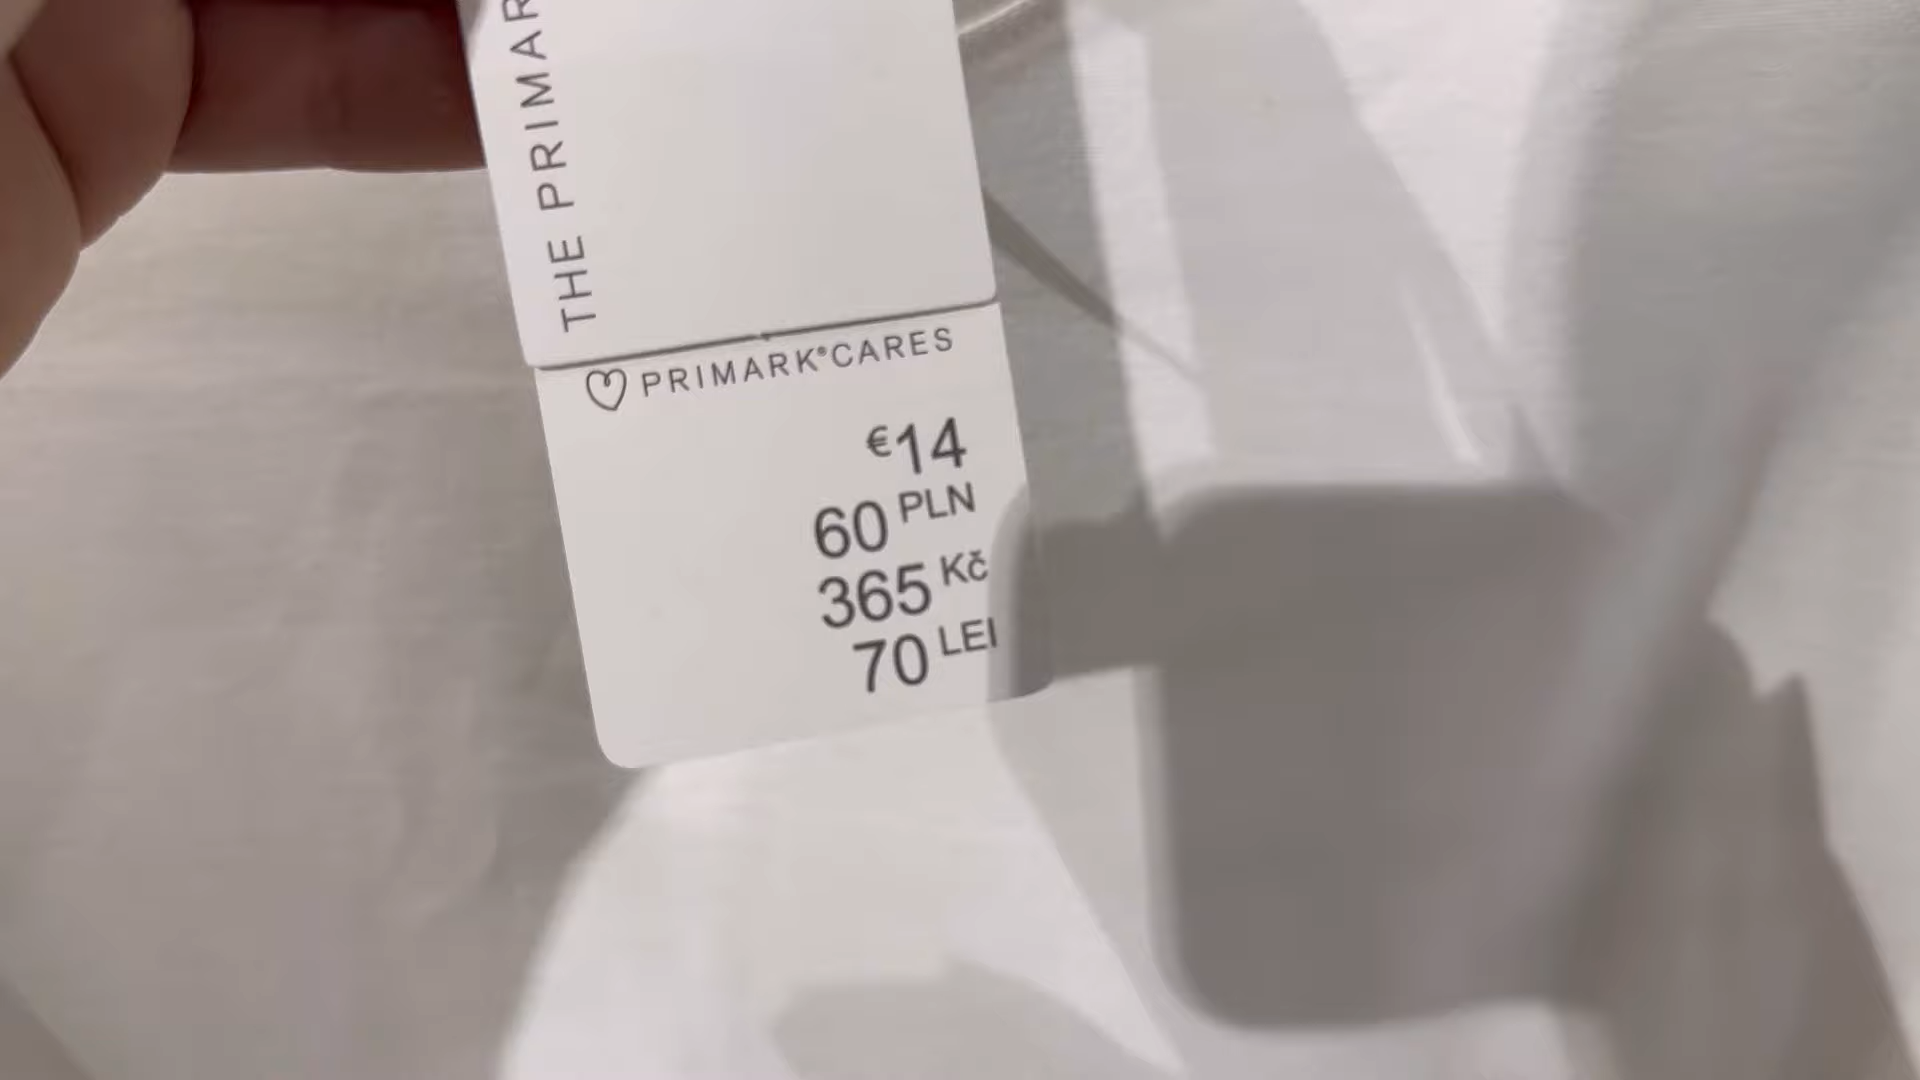 THE PRIMAR
PRIMARK®CARES
€14
60 PLN
365 Kč
70 LEI